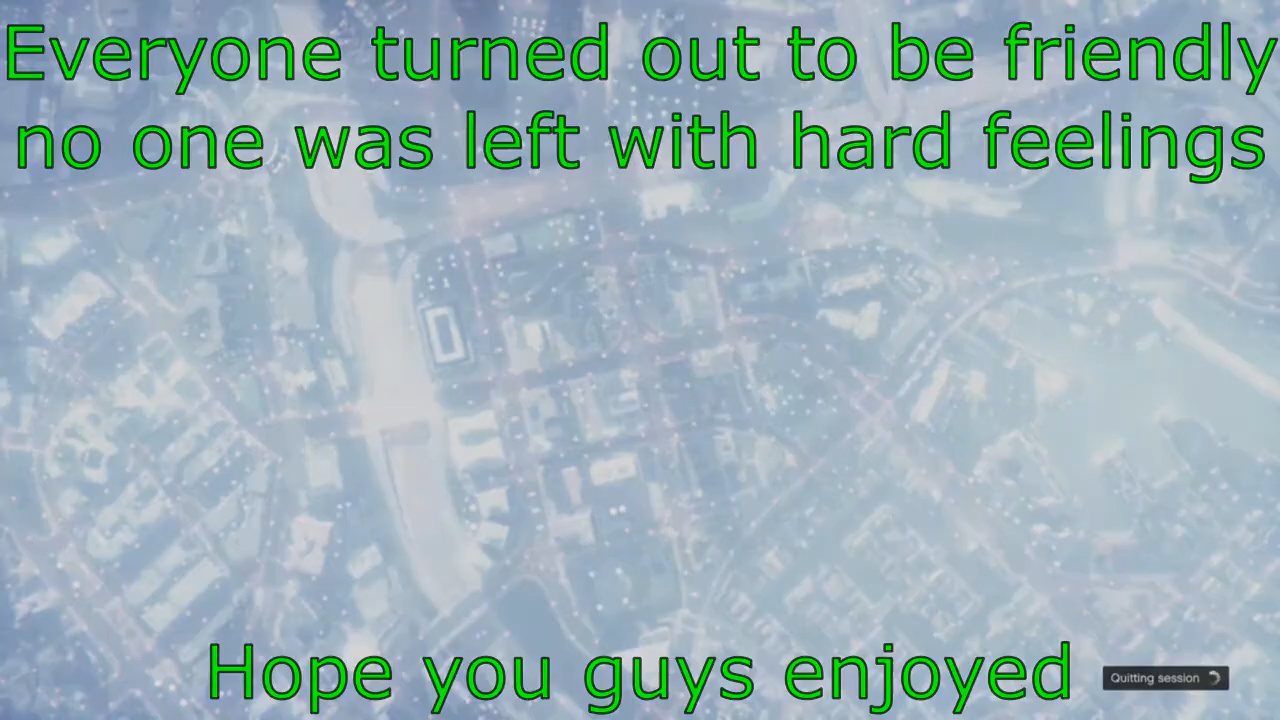 Everyone turned out to be friendly
no one was left with hard feelings
Hope you guys enjoyed
Quitting session